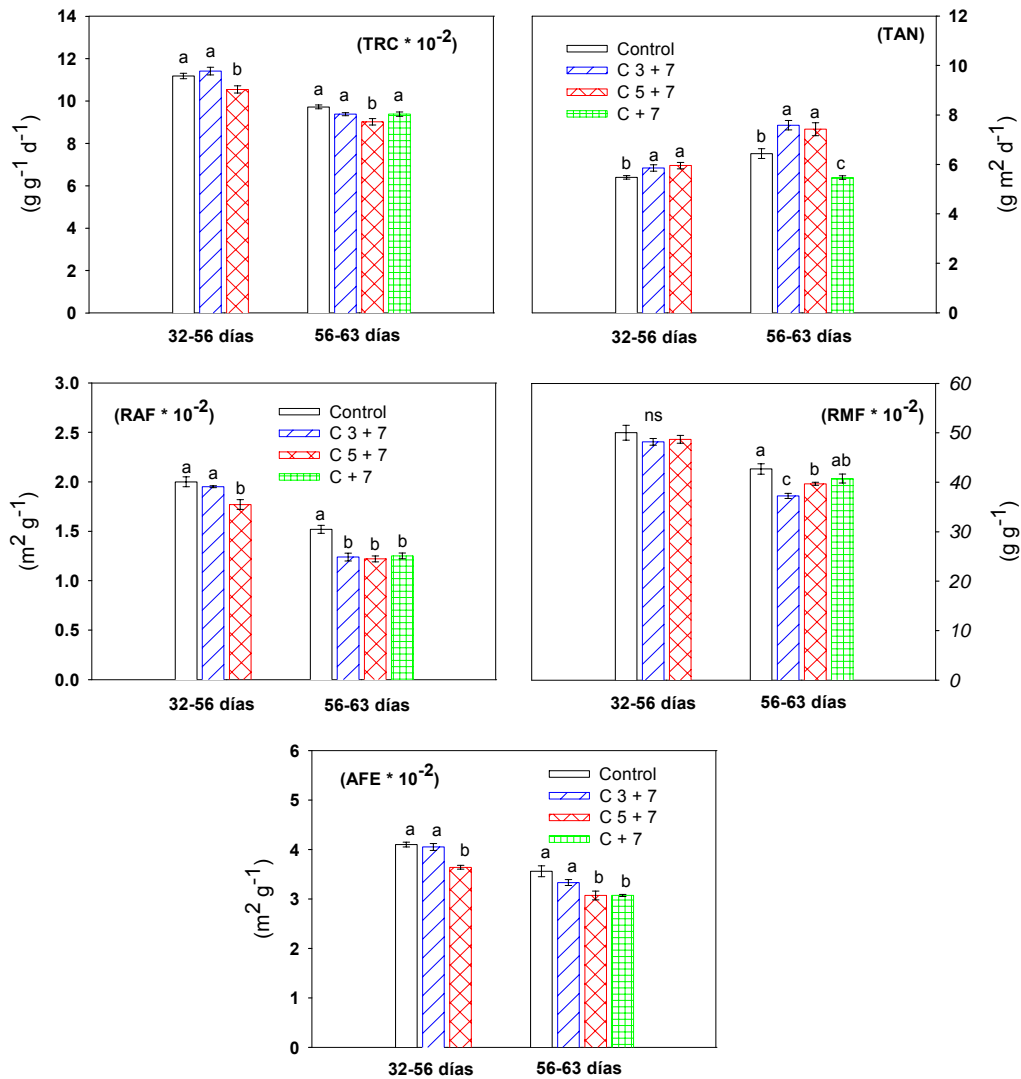 (TRC * 10-2)
14
12
10
8
6
4
2
0
(g g-1 d-1)
a
a
b
a
a
b
a
32-56 días
56-63 días
(TAN)
Control
C 3 + 7
C 5 + 7
C + 7
12
10
8
6
4
2
0
(g m2 d-1)
b
a
a
b
a
a
c
32-56 días
56-63 días
(RAF * 10-2)
Control
C 3 + 7
C 5 + 7
C + 7
3.0
2.5
2.0
1.5
1.0
0.5
0.0
(m2 g-1)
a
a
b
a
b
b
b
32-56 días
56-63 días
(RMF * 10-2)
60
50
40
30
20
10
0
(g g-1)
ns
a
c
b
ab
32-56 días
56-63 días
(AFE * 10-2)
Control
C 3 + 7
C 5 + 7
C + 7
6
5
4
3
2
1
0
(m2 g-1)
a
a
b
a
a
b
b
32-56 días
56-63 días